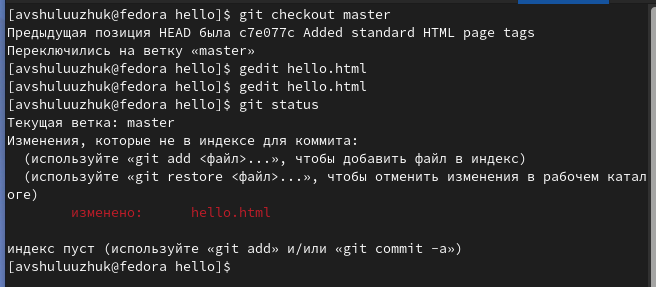 [avshuluuzhuk@fedora hello]$ git checkout master
Предыдущая позиция HEAD была c7e077c Added standard HTML page tags
Переключились на ветку «master»
[avshuluuzhuk@fedora hello]$ gedit hello.html
[avshuluuzhuk@fedora hello]$ gedit hello.html
[avshuluuzhuk@fedora hello]$ git status
Текущая ветка: master
Изменения, которые не в индексе для коммита:
  (используйте «git add <файл>...», чтобы добавить файл в индекс)
  (используйте «git restore <файл>...», чтобы отменить изменения в рабочем катал
оге)
        изменено:      hello.html

индекс пуст (используйте «git add» и/или «git commit -a»)
[avshuluuzhuk@fedora hello]$